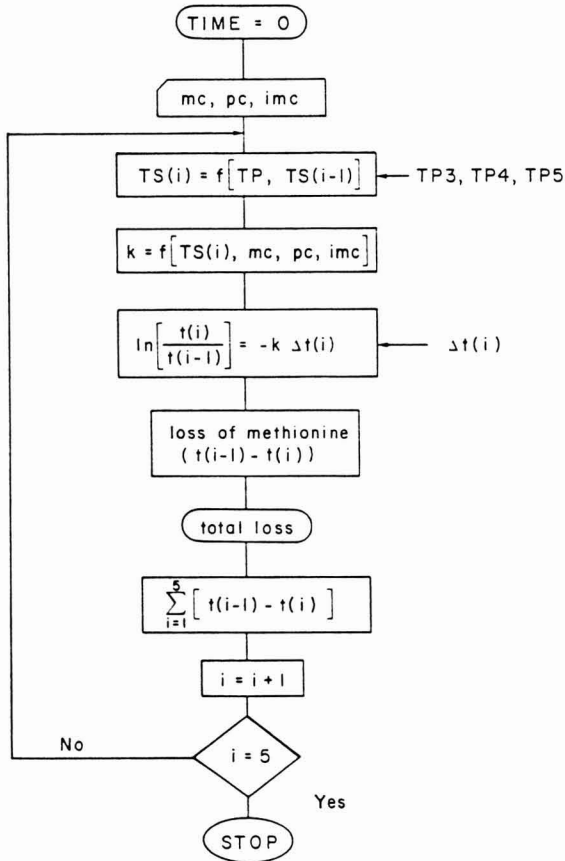 TIME = 0
mc, pc, imc
TS(i) = f[TP, TS(i-1)]
TP3, TP4, TP5
k = f[TS(i), mc, pc, imc]
ln[t(i)/t(i-1)] = -k Δt(i)
Δt(i)
loss of methionine
(t(i-1) - t(i))
total loss
5
∑ [t(i-1) - t(i)]
i=1
i = i + 1
No
i = 5
Yes
STOP